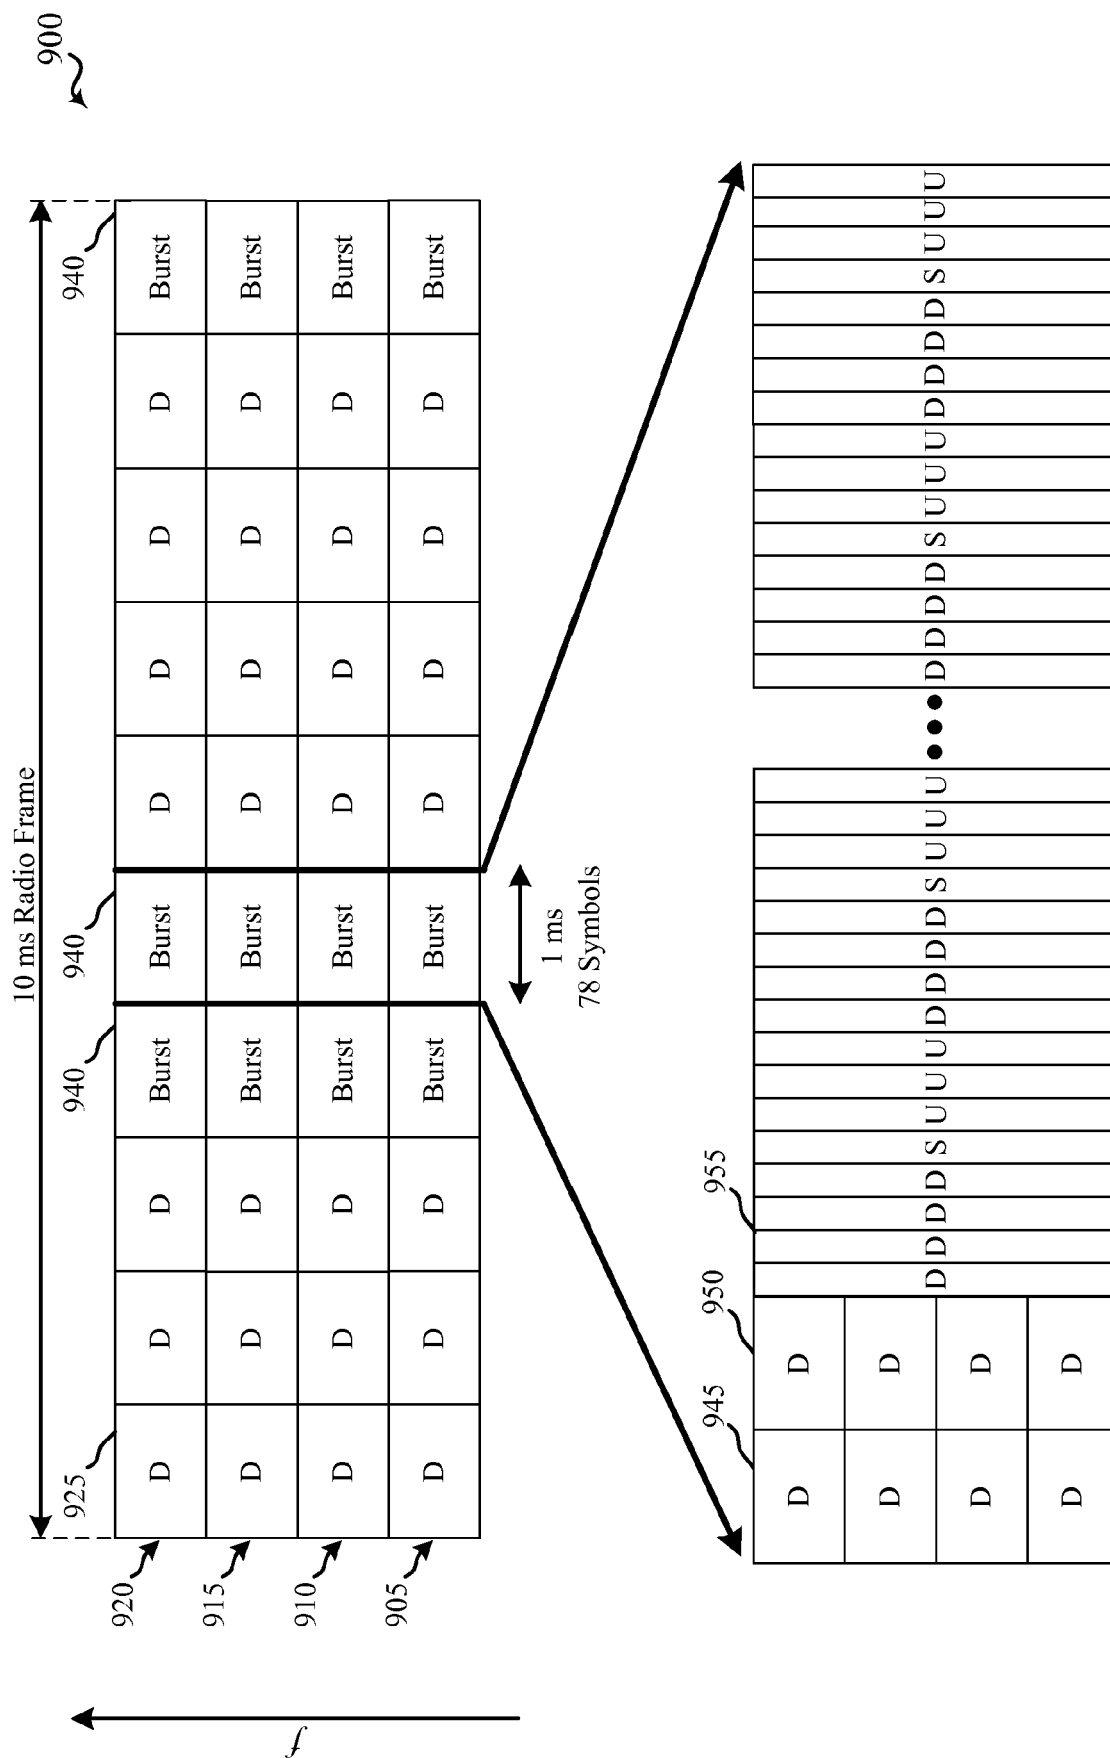 900
10 ms Radio Frame
925 940 940 940
920 D D D Burst Burst D D D D Burst
915 D D D Burst Burst D D D D Burst
910 D D D Burst Burst D D D D Burst
905 D D D Burst Burst D D D D Burst
f
1 ms
78 Symbols
945 950 955
D D
D D
D D D D S U U U D D D D S U U U ••• D D D D S U U U D D D D S U U U
D D
D D